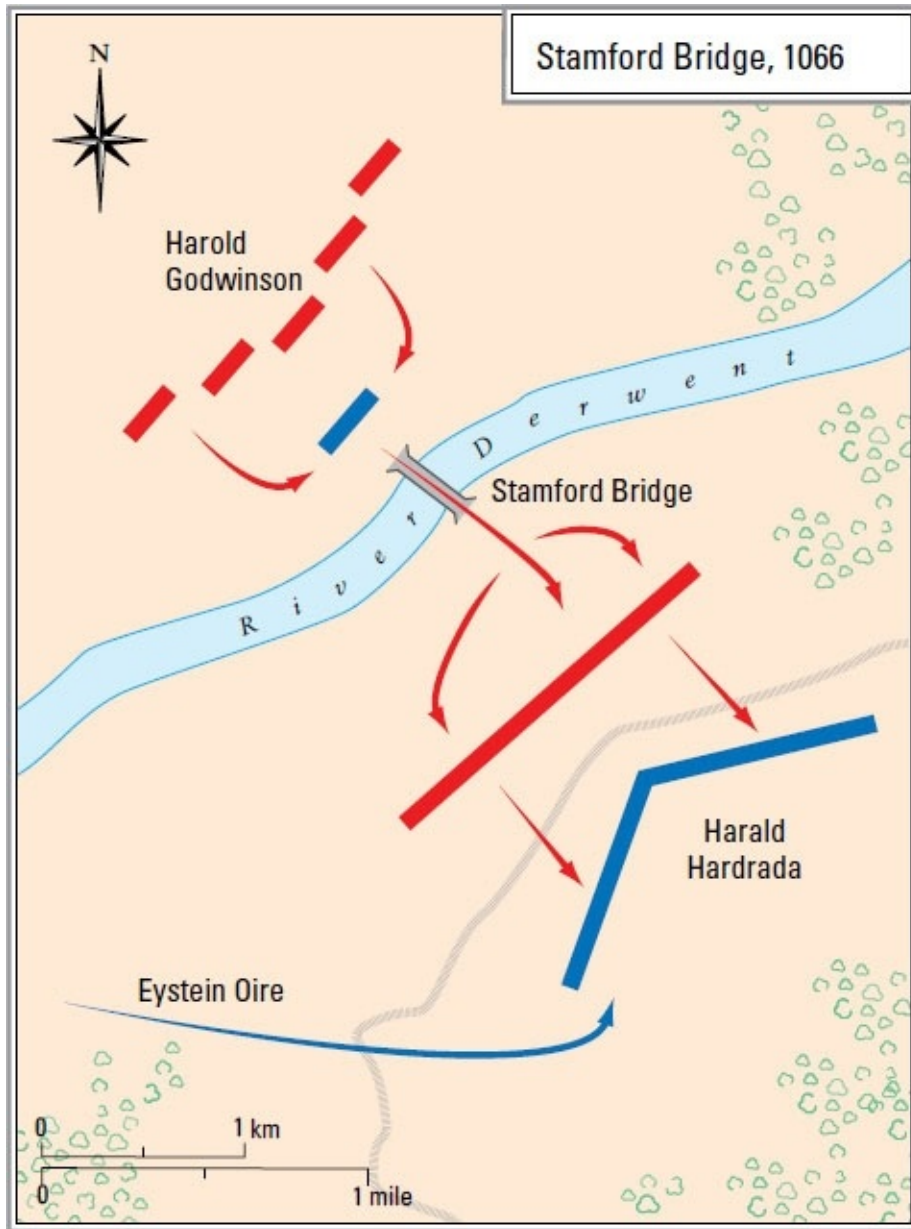 Stamford Bridge, 1066
N
Harold
Godwinson
River Derwent
Stamford Bridge
Harald
Hardrada
Eystein Oire
0 1 km
0 1 mile